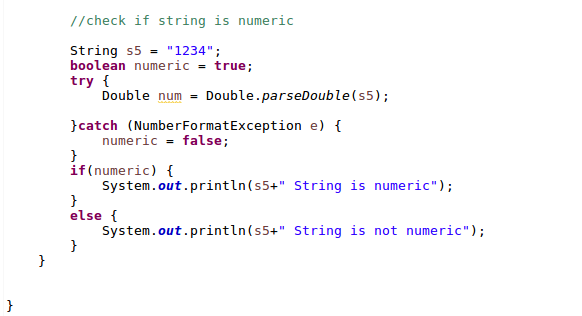 //check if string is numeric
String s5 = "1234";
boolean numeric = true;
try {
Double num = Double.parseDouble(s5);
}catch (NumberFormatException e) {
numeric = false;
}
if(numeric) {
System.out.println(s5+" String is numeric");
}
else {
System.out.println(s5+" String is not numeric");
}
}
}